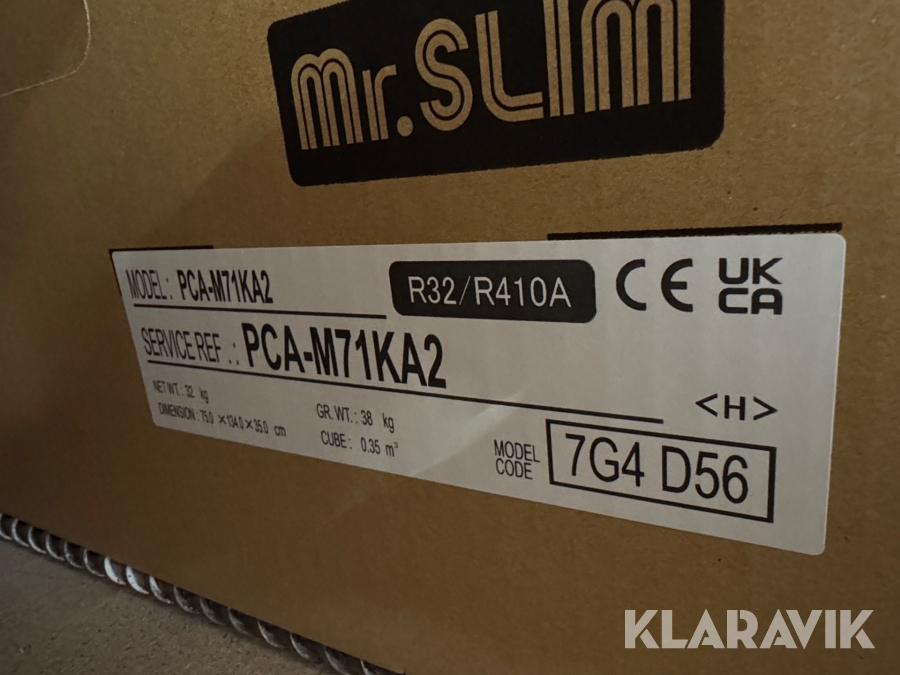 Mr.SLIM
MODEL: PCA-M71KA2
R32/R410A CE UK CA
SERVICE REF.: PCA-M71KA2
NET WT.: 32 kg GR. WT.: 38 kg
DIMENSION: 75.0 ×134.0×35.0 cm CUBE: 0.35 m³
<H>
MODEL CODE 7G4 D56
KLARAVIK